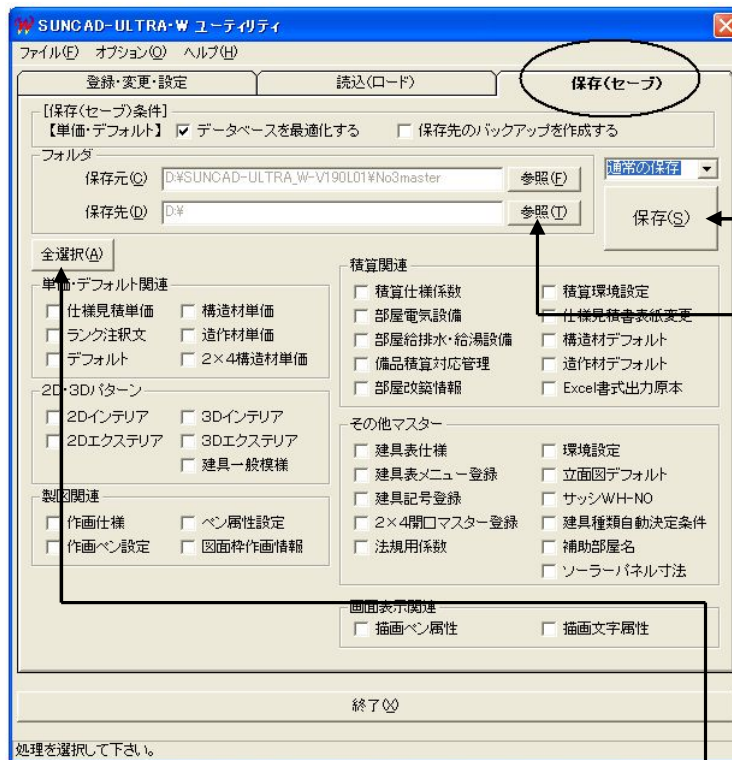 SUNCAD-ULTRA・W ユーティリティ
ファイル(F) オプション(O) ヘルプ(H)
登録・変更・設定 読込(ロード) 保存(セーブ)
[保存(セーブ)条件]
【単価・デフォルト】 データベースを最適化する 保存先のバックアップを作成する
フォルダ
保存元(C) D:¥SUNCAD-ULTRA_W-V190L01¥No3master 参照(F)
通常の保存
保存先(D) D:¥ 参照(T)
保存(S)
全選択(A)
単価・デフォルト関連
仕様見積単価 構造材単価
ランク注釈文 造作材単価
デフォルト 2×4構造材単価
2D・3Dパターン
2Dインテリア 3Dインテリア
2Dエクステリア 3Dエクステリア
建具一般模様
製図関連
作画仕様 ペン属性設定
作画ペン設定 図面枠作画情報
積算関連
積算仕様係数 積算環境設定
部屋電気設備 仕様見積書表紙変更
部屋給排水・給湯設備 構造材デフォルト
備品積算対応管理 造作材デフォルト
部屋改築情報 Excel書式出力原本
その他マスター
建具表仕様 環境設定
建具表メニュー登録 立面図デフォルト
建具記号登録 サッシWH-NO
2×4開口マスター登録 建具種類自動決定条件
法規用係数 補助部屋名
ソーラーパネル寸法
画面表示関連
描画ペン属性 描画文字属性
終了(X)
処理を選択して下さい。